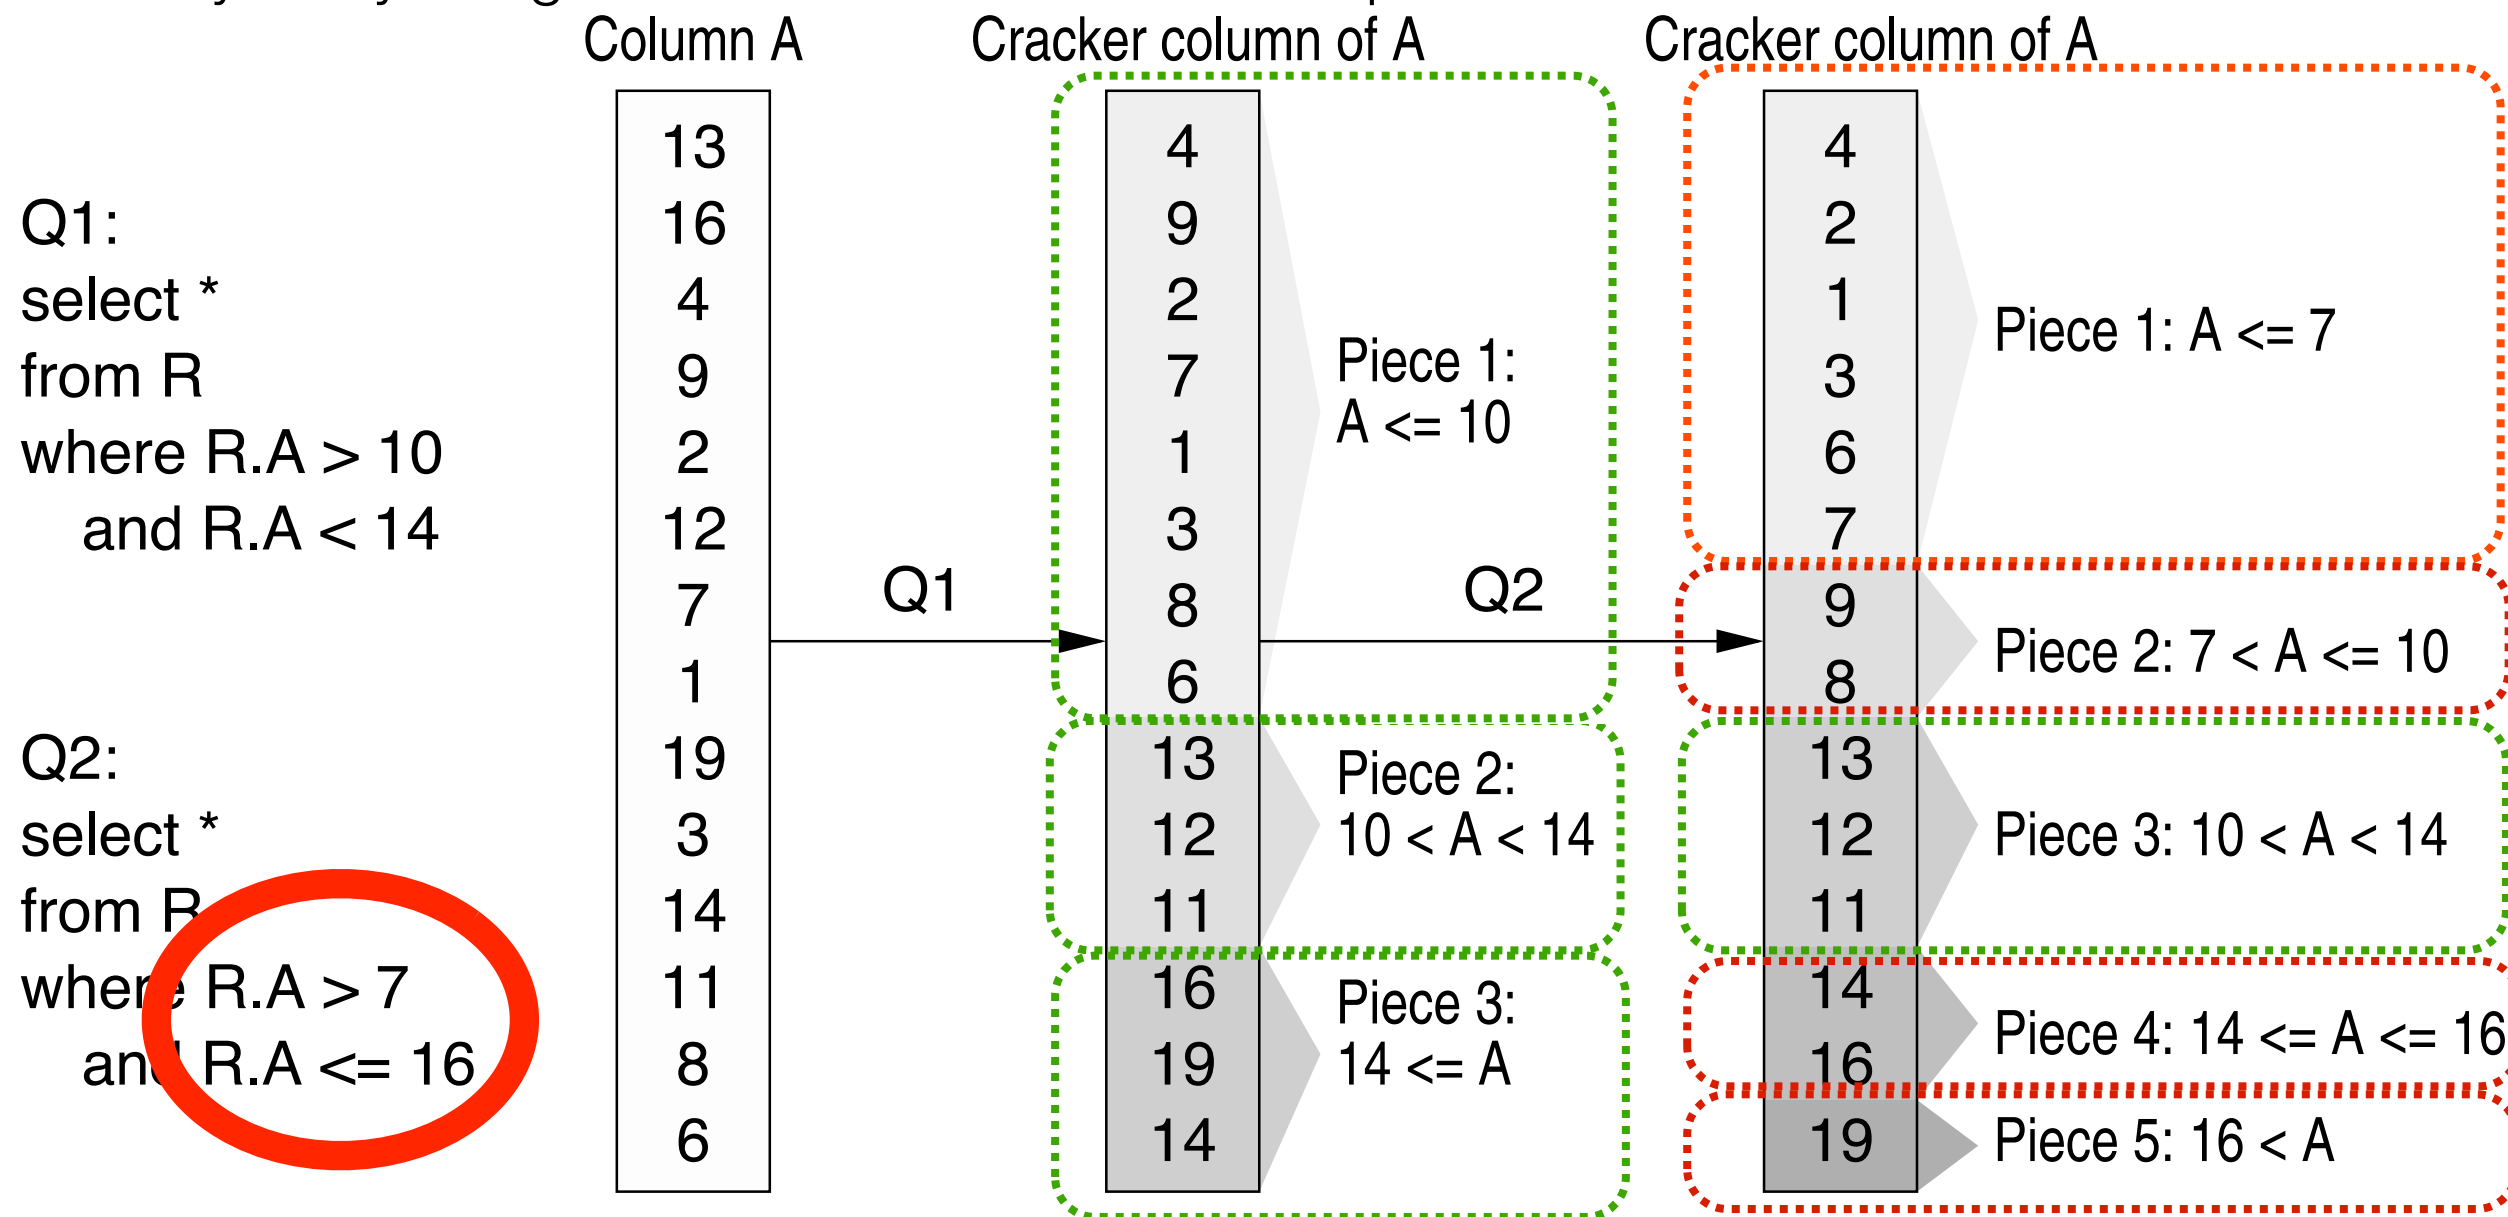 Column A
Cracker column of A
Cracker column of A
Q1:
select *
from R
where R.A > 10
and R.A < 14
Q2:
select *
from R
where R.A > 7
and R.A <= 16
13
16
4
9
2
12
7
1
19
3
14
11
8
6
Q1
4
9
2
7
1
3
8
6
13
12
11
16
19
14
Piece 1:
A <= 10
Piece 2:
10 < A < 14
Piece 3:
14 <= A
Q2
4
2
1
3
6
7
9
8
13
12
11
14
16
19
Piece 1: A <= 7
Piece 2: 7 < A <= 10
Piece 3: 10 < A < 14
Piece 4: 14 <= A <= 16
Piece 5: 16 < A